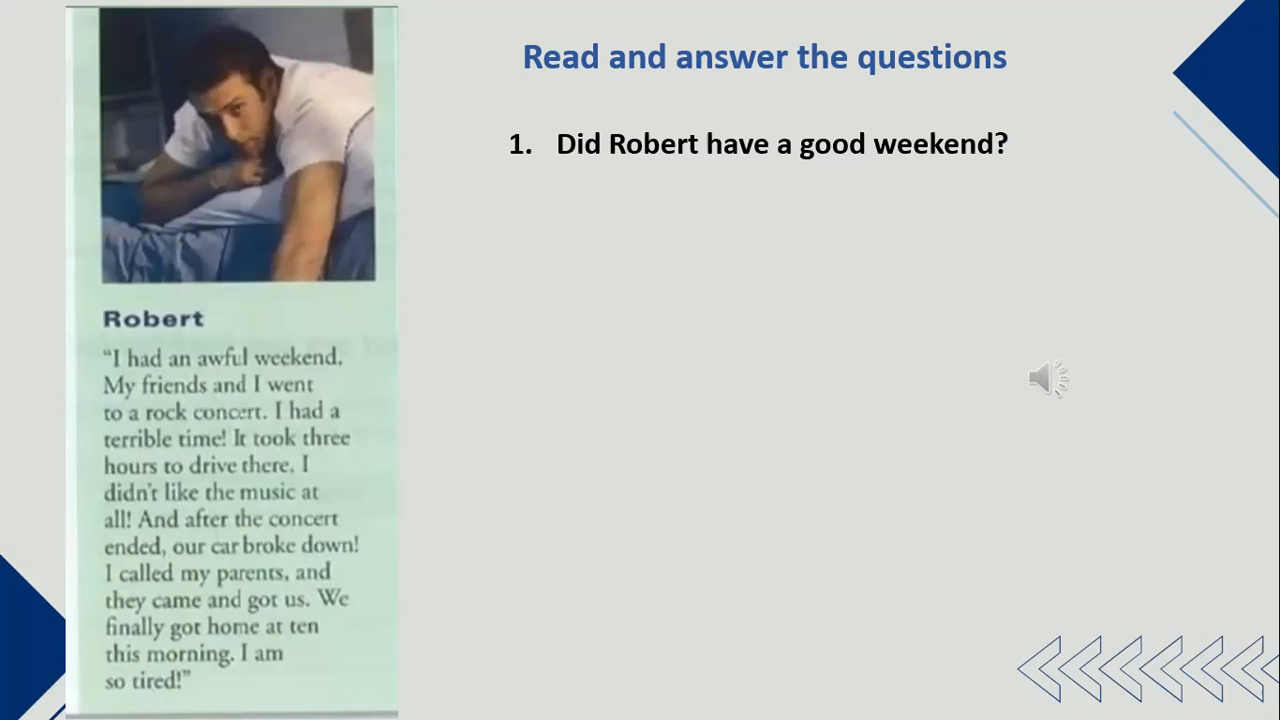 Read and answer the questions
1. Did Robert have a good weekend?
Robert
“I had an awful weekend.
My friends and I went
to a rock concert. I had a
terrible time! It took three
hours to drive there. I
didn't like the music at
all! And after the concert
ended, our car broke down!
I called my parents, and
they came and got us. We
finally got home at ten
this morning. I am
so tired!”